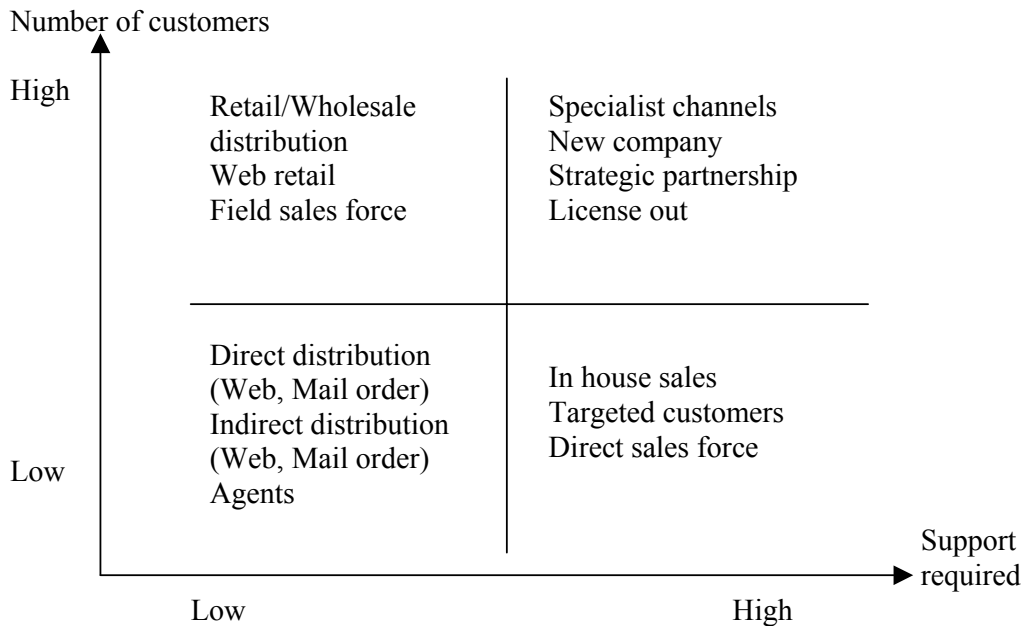 Number of customers
High
Retail/Wholesale
distribution
Web retail
Field sales force
Specialist channels
New company
Strategic partnership
License out
Direct distribution
(Web, Mail order)
Indirect distribution
(Web, Mail order)
Agents
In house sales
Targeted customers
Direct sales force
Low
Support
required
Low
High